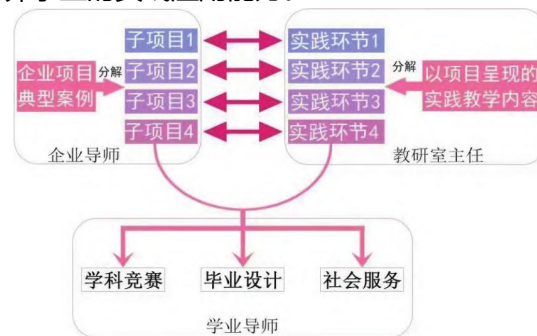 子项目1 实践环节1
企业项目 分解 子项目2 实践环节2 分解 以项目呈现的
典型案例 子项目3 实践环节3 实践教学内容
子项目4 实践环节4
企业导师 教研室主任
学科竞赛 毕业设计 社会服务
学业导师